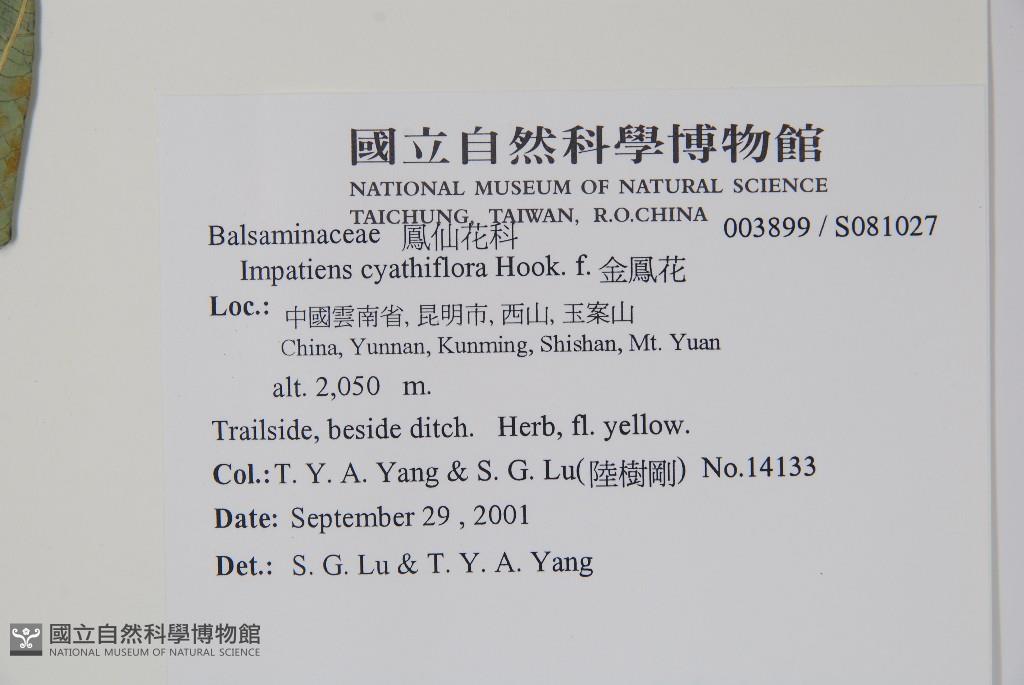 國立自然科學博物館
NATIONAL MUSEUM OF NATURAL SCIENCE
TAICHUNG, TAIWAN, R.O.CHINA
Balsaminaceae 鳳仙花科 003899 / S081027
Impatiens cyathiflora Hook. f. 金鳳花
Loc.: 中國雲南省, 昆明市, 西山, 玉案山
China, Yunnan, Kunming, Shishan, Mt. Yuan
alt. 2,050 m.
Trailside, beside ditch. Herb, fl. yellow.
Col.: T. Y. A. Yang & S. G. Lu(陸樹剛) No.14133
Date: September 29 , 2001
Det.: S. G. Lu & T. Y. A. Yang
國立自然科學博物館
NATIONAL MUSEUM OF NATURAL SCIENCE